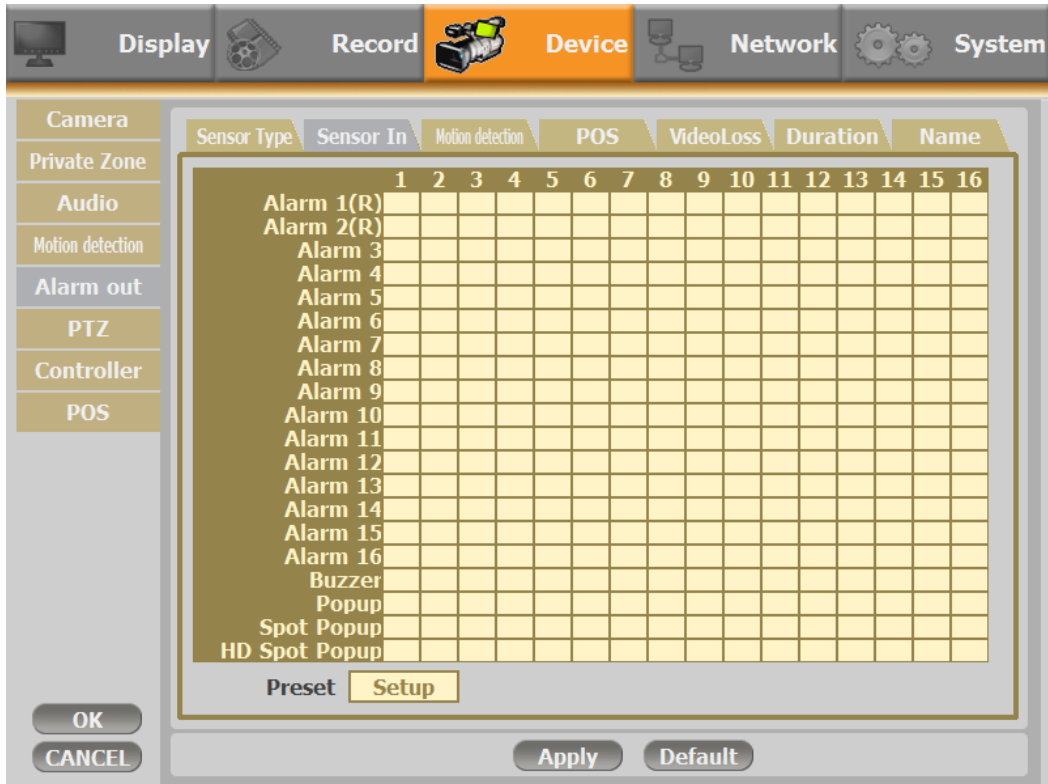 Display Record Device Network System
Camera
Private Zone
Audio
Motion detection
Alarm out
PTZ
Controller
POS
OK
CANCEL
Sensor Type Sensor In Motion detection POS VideoLoss Duration Name
1 2 3 4 5 6 7 8 9 10 11 12 13 14 15 16
Alarm 1(R)
Alarm 2(R)
Alarm 3
Alarm 4
Alarm 5
Alarm 6
Alarm 7
Alarm 8
Alarm 9
Alarm 10
Alarm 11
Alarm 12
Alarm 13
Alarm 14
Alarm 15
Alarm 16
Buzzer
Popup
Spot Popup
HD Spot Popup
Preset Setup
Apply Default